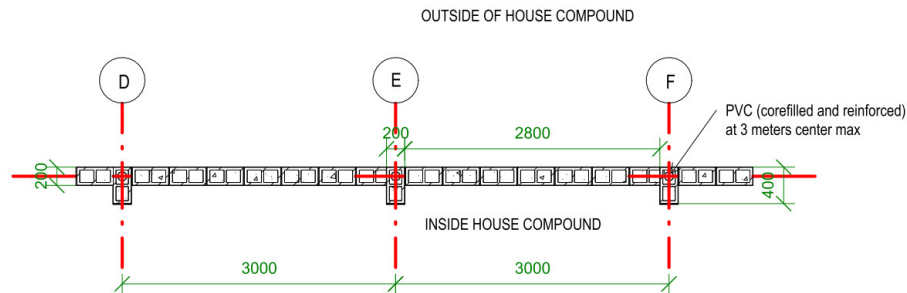 OUTSIDE OF HOUSE COMPOUND
D
E
F
PVC (corefilled and reinforced)
at 3 meters center max
200
2800
200
400
INSIDE HOUSE COMPOUND
3000
3000